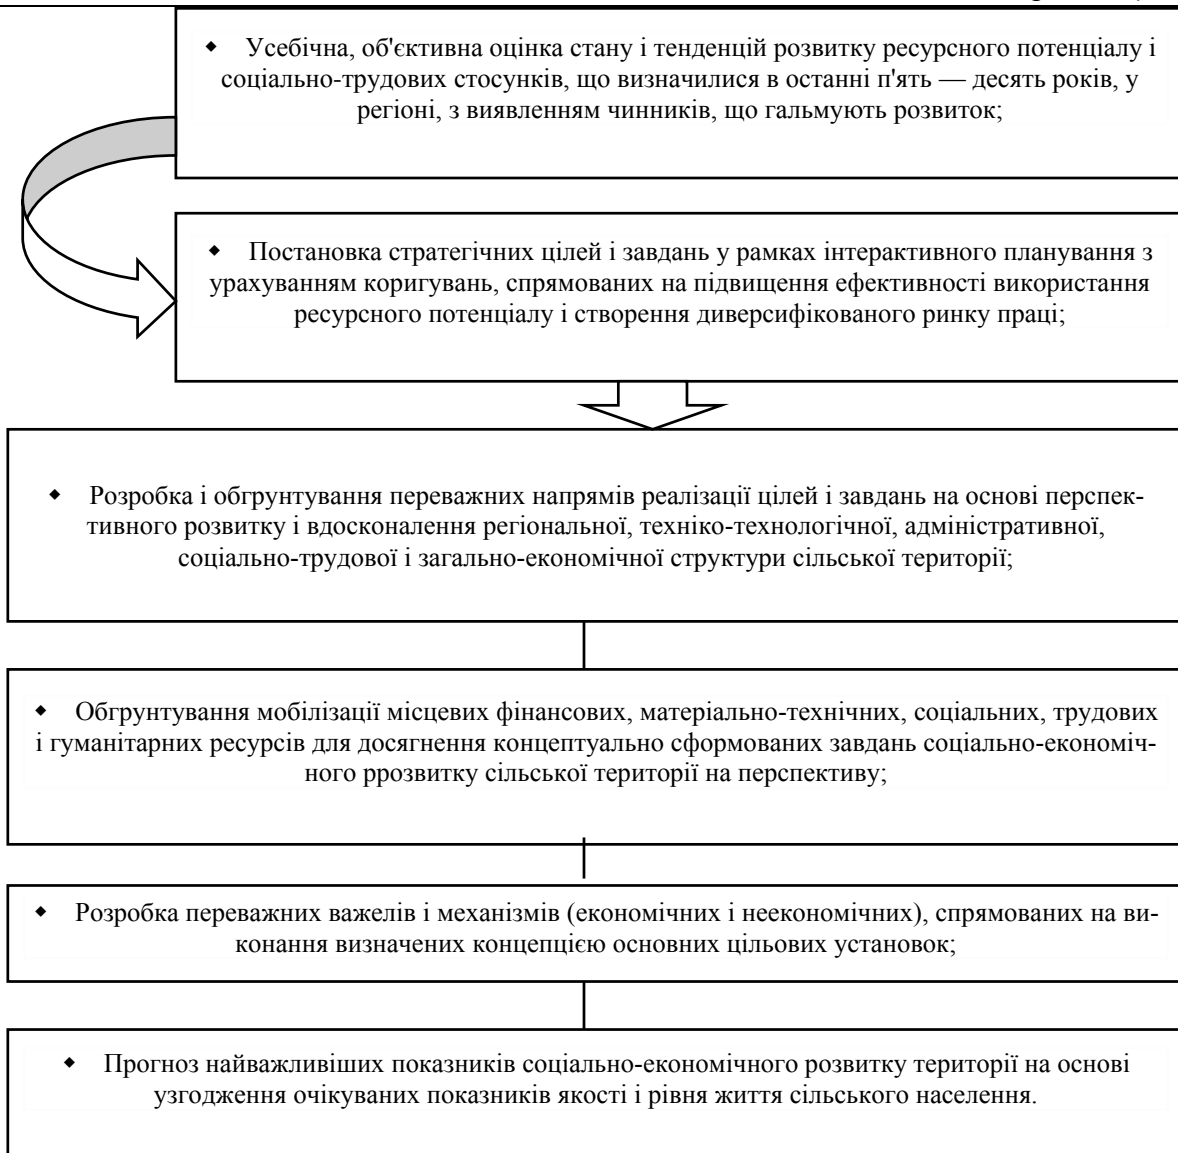 ◆ Усебічна, об'єктивна оцінка стану і тенденцій розвитку ресурсного потенціалу і
соціально-трудових стосунків, що визначилися в останні п'ять — десять років, у
регіоні, з виявленням чинників, що гальмують розвиток;
◆ Постановка стратегічних цілей і завдань у рамках інтерактивного планування з
урахуванням коригувань, спрямованих на підвищення ефективності використання
ресурсного потенціалу і створення диверсифікованого ринку праці;
◆ Розробка і обгрунтування переважних напрямів реалізації цілей і завдань на основі перспек-
тивного розвитку і вдосконалення регіональної, техніко-технологічної, адміністративної,
соціально-трудової і загально-економічної структури сільської території;
◆ Обгрунтування мобілізації місцевих фінансових, матеріально-технічних, соціальних, трудових
і гуманітарних ресурсів для досягнення концептуально сформованих завдань соціально-економіч-
ного ррозвитку сільської території на перспективу;
◆ Розробка переважних важелів і механізмів (економічних і неекономічних), спрямованих на ви-
конання визначених концепцією основних цільових установок;
◆ Прогноз найважливіших показників соціально-економічного розвитку території на основі
узгодження очікуваних показників якості і рівня життя сільського населення.